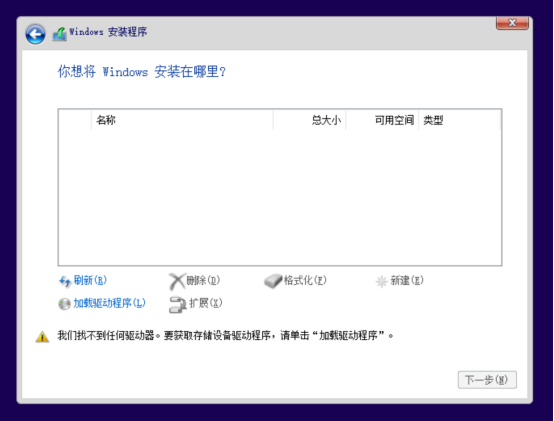 Windows 安装程序
你想将 Windows 安装在哪里?
名称 总大小 可用空间 类型
刷新(R) 删除(D) 格式化(F) 新建(E)
加载驱动程序(L) 扩展(X)
我们找不到任何驱动器。要获取存储设备驱动程序，请单击“加载驱动程序”。
下一步(N)